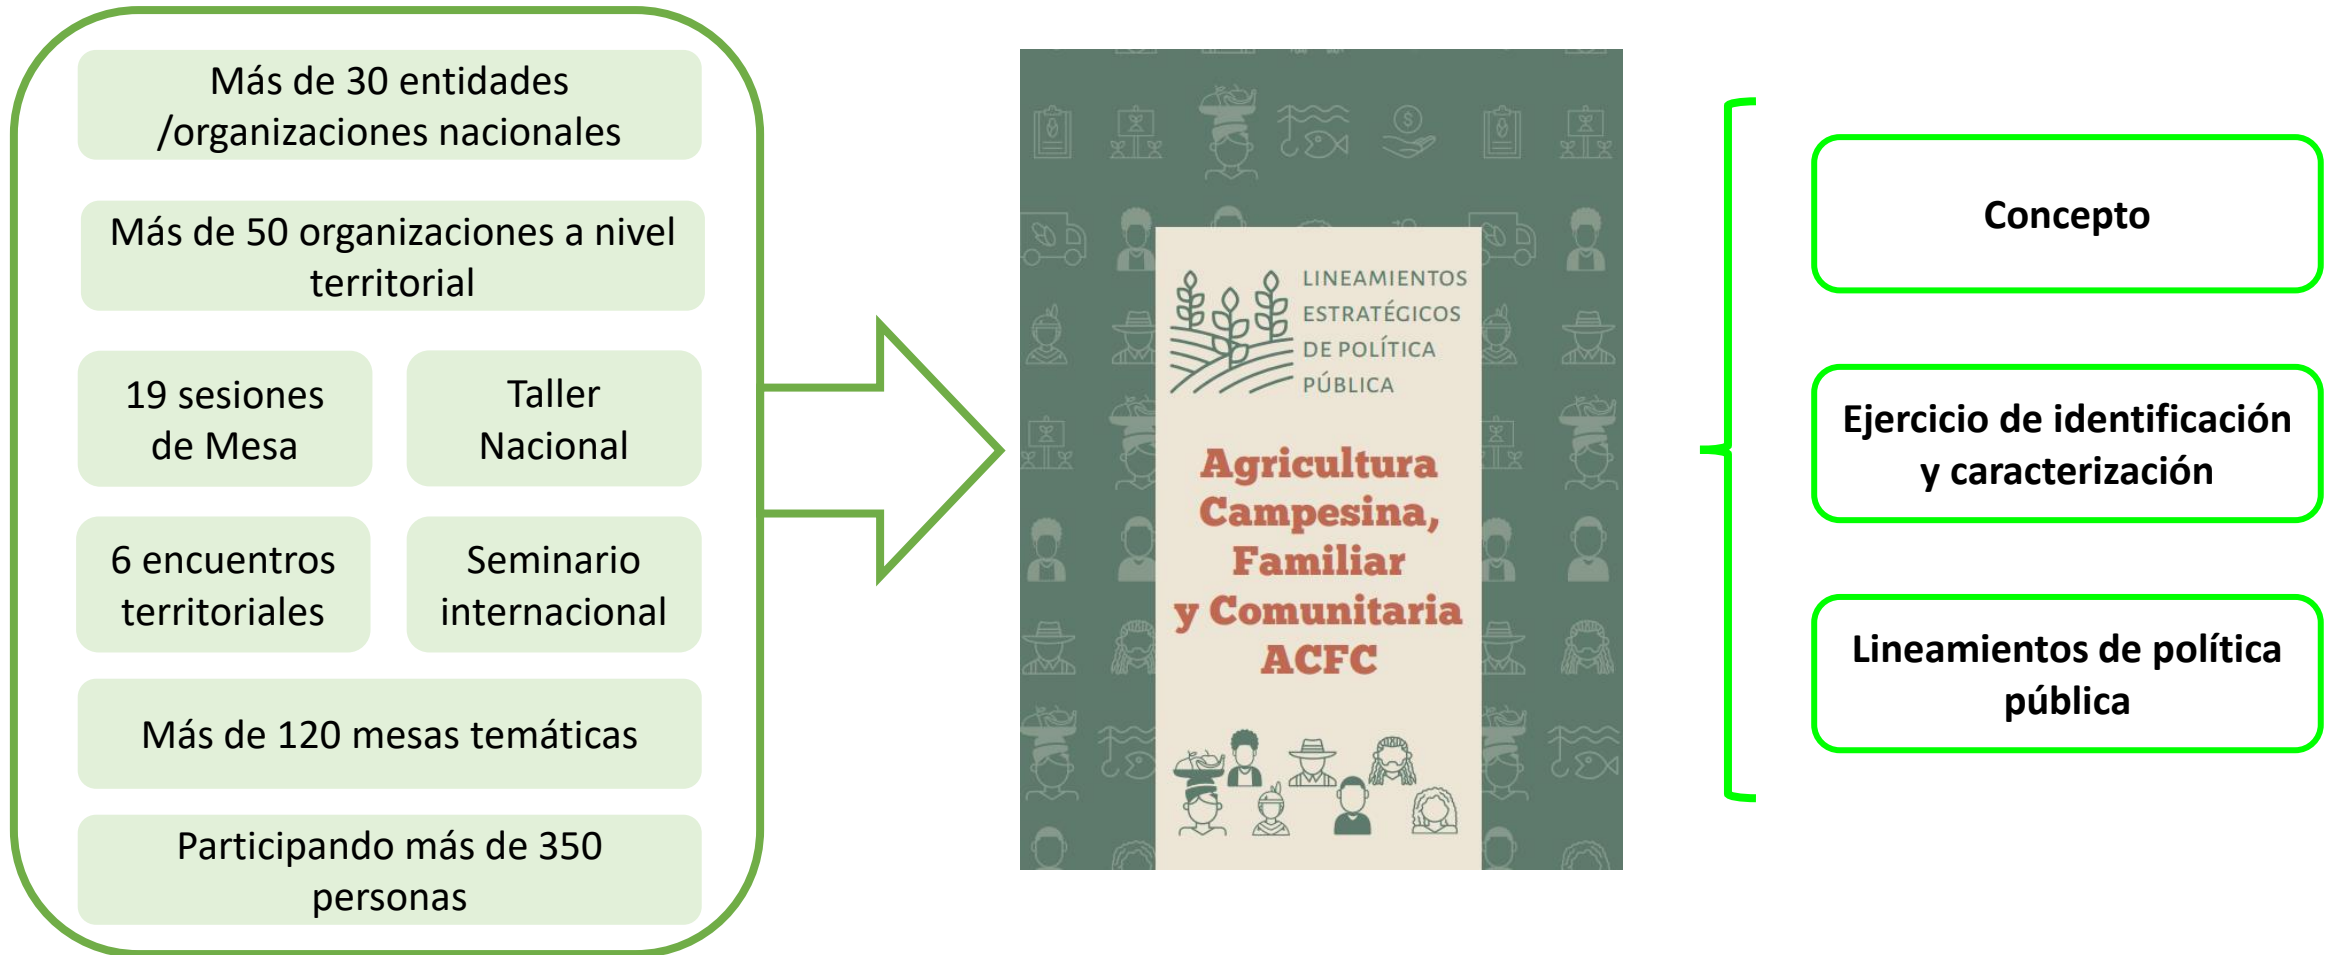 Más de 30 entidades
/organizaciones nacionales
Más de 50 organizaciones a nivel
territorial
19 sesiones
de Mesa
Taller
Nacional
6 encuentros
territoriales
Seminario
internacional
Más de 120 mesas temáticas
Participando más de 350
personas
LINEAMIENTOS
ESTRATÉGICOS
DE POLÍTICA
PÚBLICA
Agricultura
Campesina,
Familiar
y Comunitaria
ACFC
Concepto
Ejercicio de identificación
y caracterización
Lineamientos de política
pública